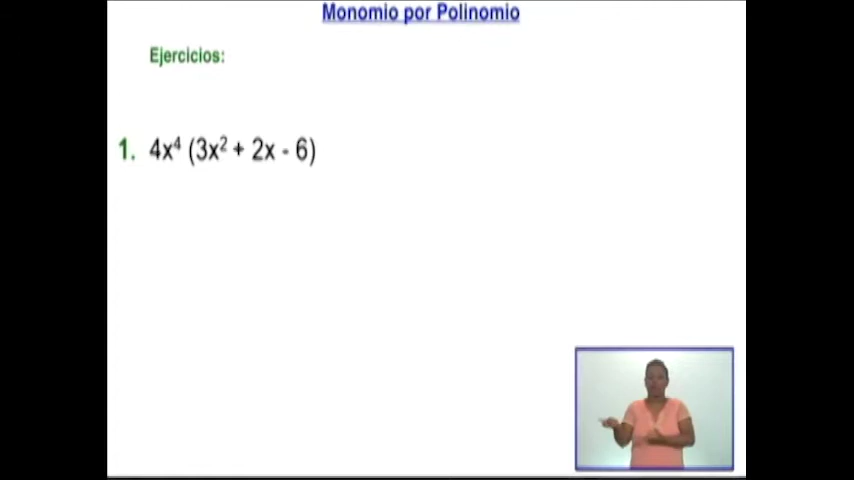 Monomio por Polinomio
Ejercicios:
1. 4x⁴ (3x² + 2x - 6)